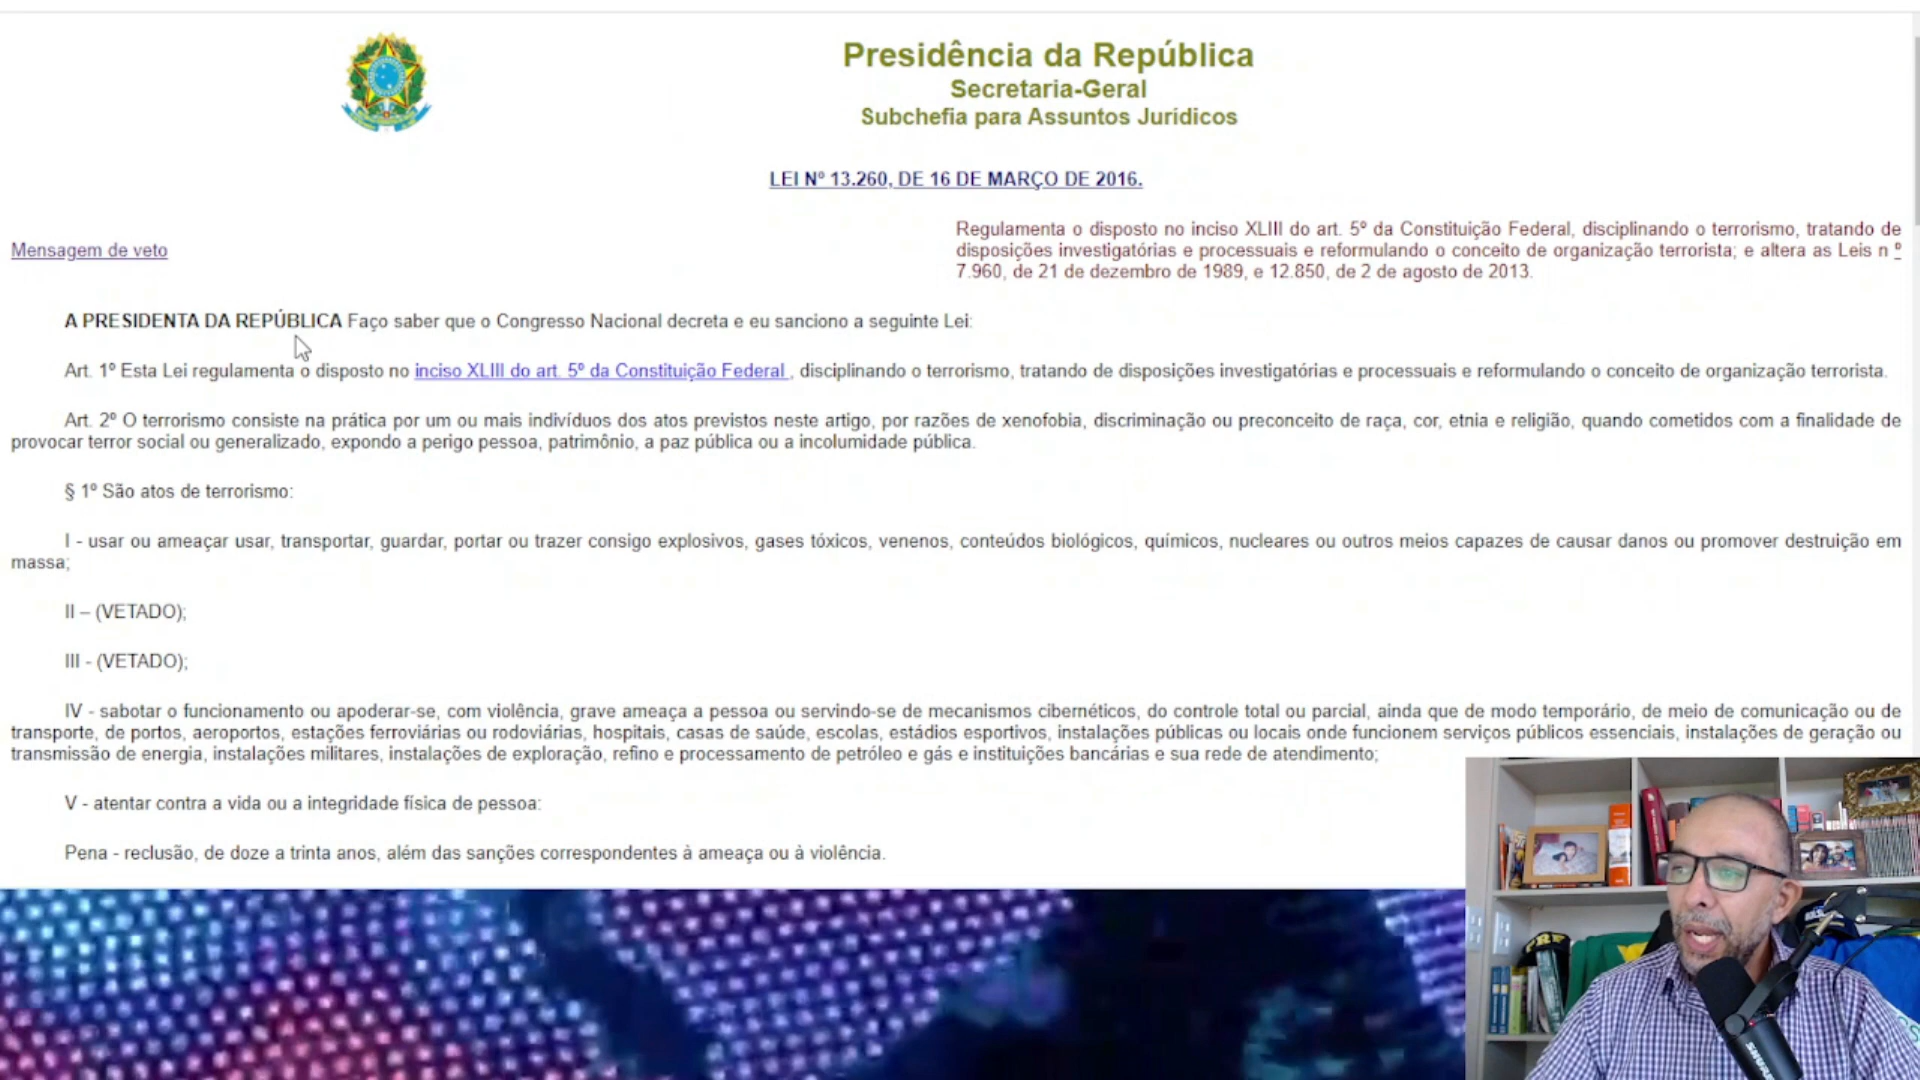 Presidência da República
Secretaria-Geral
Subchefia para Assuntos Jurídicos
LEI Nº 13.260, DE 16 DE MARÇO DE 2016.
Mensagem de veto
Regulamenta o disposto no inciso XLIII do art. 5º da Constituição Federal, disciplinando o terrorismo, tratando de
disposições investigatórias e processuais e reformulando o conceito de organização terrorista; e altera as Leis n º
7.960, de 21 de dezembro de 1989, e 12.850, de 2 de agosto de 2013.
A PRESIDENTA DA REPÚBLICA Faço saber que o Congresso Nacional decreta e eu sanciono a seguinte Lei:
Art. 1º Esta Lei regulamenta o disposto no inciso XLIII do art. 5º da Constituição Federal , disciplinando o terrorismo, tratando de disposições investigatórias e processuais e reformulando o conceito de organização terrorista.
Art. 2º O terrorismo consiste na prática por um ou mais indivíduos dos atos previstos neste artigo, por razões de xenofobia, discriminação ou preconceito de raça, cor, etnia e religião, quando cometidos com a finalidade de
provocar terror social ou generalizado, expondo a perigo pessoa, patrimônio, a paz pública ou a incolumidade pública.
§ 1º São atos de terrorismo:
I - usar ou ameaçar usar, transportar, guardar, portar ou trazer consigo explosivos, gases tóxicos, venenos, conteúdos biológicos, químicos, nucleares ou outros meios capazes de causar danos ou promover destruição em
massa;
II – (VETADO);
III - (VETADO);
IV - sabotar o funcionamento ou apoderar-se, com violência, grave ameaça a pessoa ou servindo-se de mecanismos cibernéticos, do controle total ou parcial, ainda que de modo temporário, de meio de comunicação ou de
transporte, de portos, aeroportos, estações ferroviárias ou rodoviárias, hospitais, casas de saúde, escolas, estádios esportivos, instalações públicas ou locais onde funcionem serviços públicos essenciais, instalações de geração ou
transmissão de energia, instalações militares, instalações de exploração, refino e processamento de petróleo e gás e instituições bancárias e sua rede de atendimento;
V - atentar contra a vida ou a integridade física de pessoa:
Pena - reclusão, de doze a trinta anos, além das sanções correspondentes à ameaça ou à violência.
PRF
SHURE